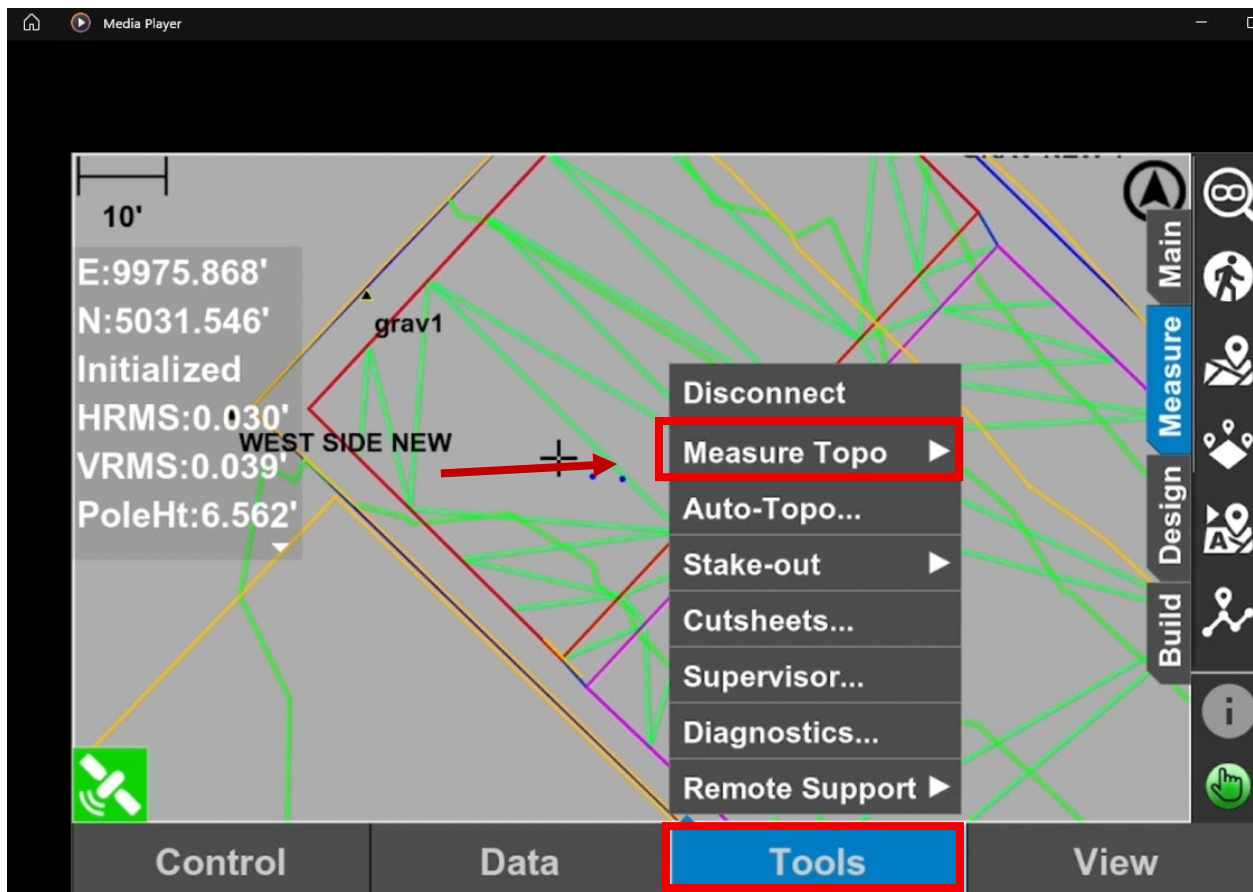 Media Player
10'
E:9975.868'
N:5031.546'
Initialized
HRMS:0.030'
VRMS:0.039'
PoleHt:6.562'
grav1
WEST SIDE NEW
Disconnect
Measure Topo
Auto-Topo...
Stake-out
Cutsheets...
Supervisor...
Diagnostics...
Remote Support
Main
Measure
Design
Build
A
i
Control
Data
Tools
View